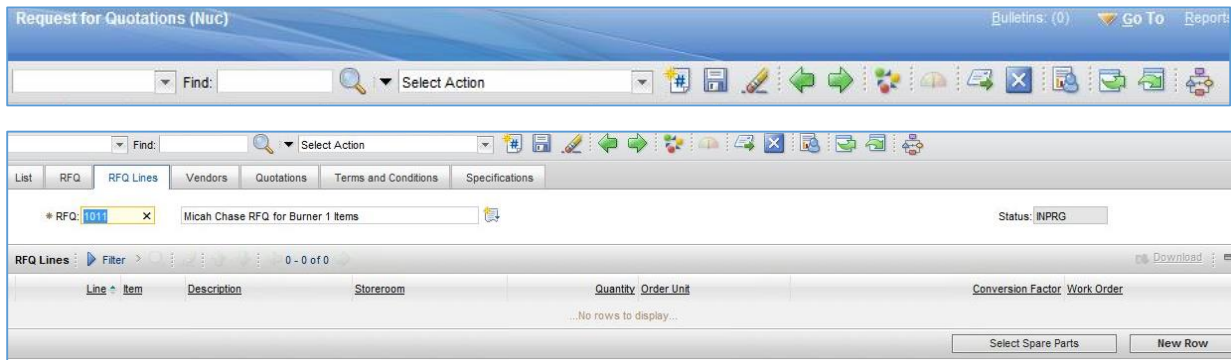 Request for Quotations (Nuc)
Bulletins: (0) Go To Reports
Find: Select Action
Find: Select Action
List RFQ RFQ Lines Vendors Quotations Terms and Conditions Specifications
* RFQ: 1011 Micah Chase RFQ for Burner 1 Items Status: INPRG
RFQ Lines Filter 0 - 0 of 0 Download
Line Item Description Storeroom Quantity Order Unit Conversion Factor Work Order
...No rows to display...
Select Spare Parts New Row